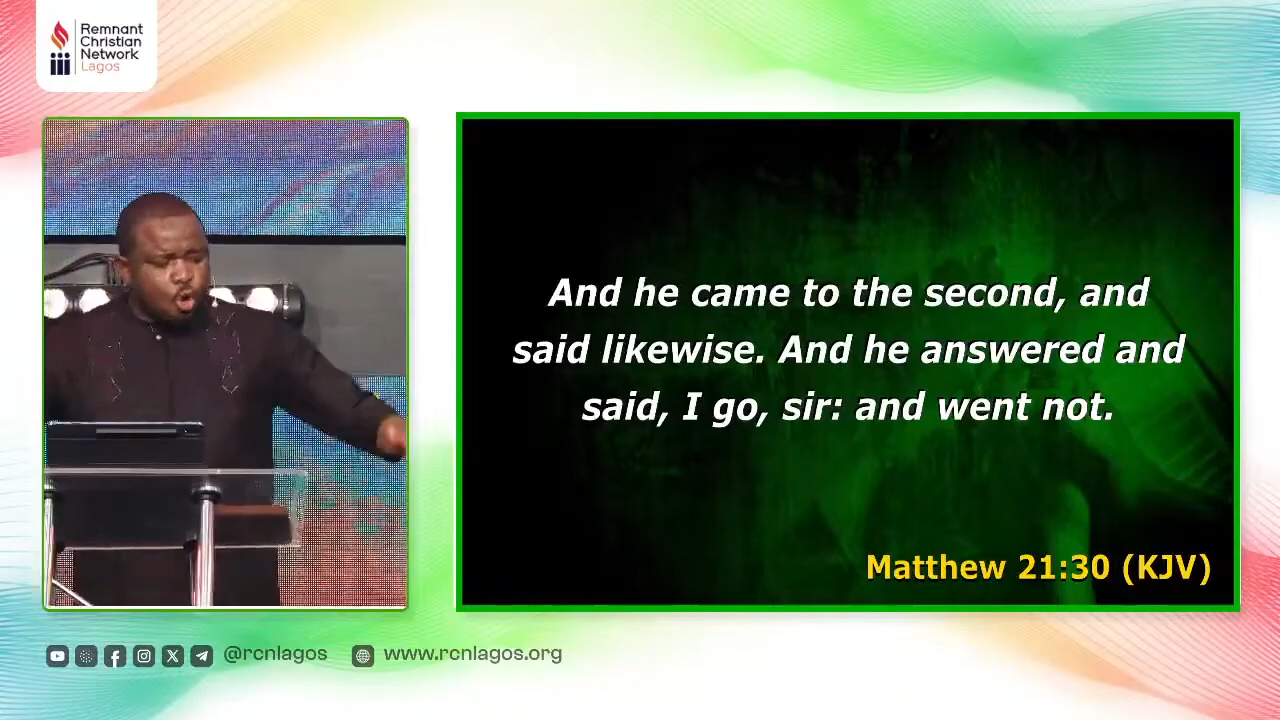 Remnant
Christian
Network
Lagos
And he came to the second, and
said likewise. And he answered and
said, I go, sir: and went not.
Matthew 21:30 (KJV)
@rcnlagos
www.rcnlagos.org